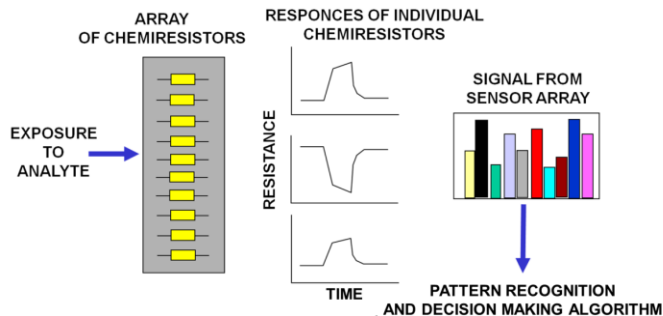 ARRAY
OF CHEMIRESISTORS
RESPONCES OF INDIVIDUAL
CHEMIRESISTORS
EXPOSURE
TO
ANALYTE
RESISTANCE
TIME
SIGNAL FROM
SENSOR ARRAY
PATTERN RECOGNITION
AND DECISION MAKING ALGORITHM